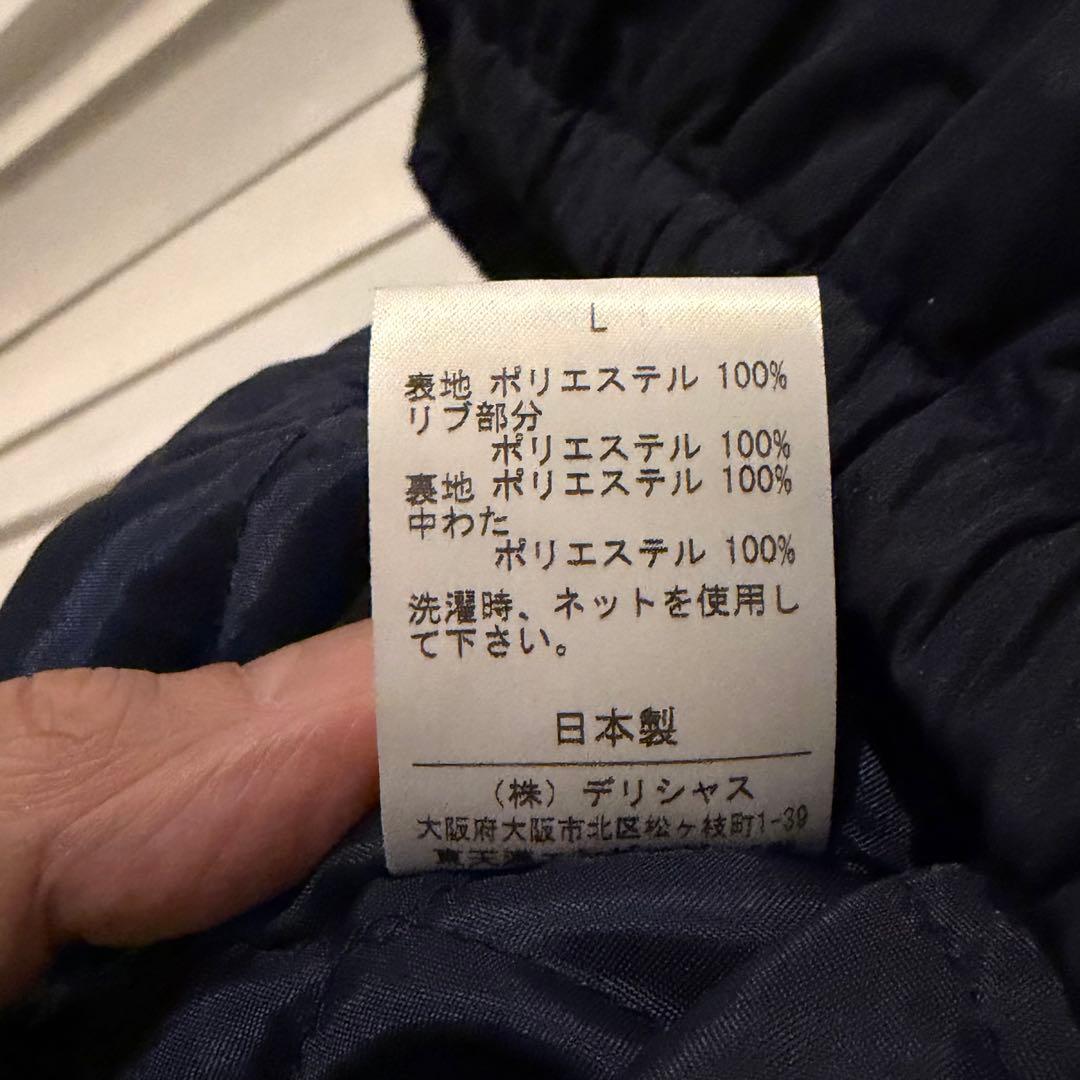 L
表地 ポリエステル 100%
リブ部分
ポリエステル 100%
裏地 ポリエステル 100%
中わた
ポリエステル 100%
洗濯時、ネットを使用し
て下さい。
日本製
（株）デリシャス
大阪府大阪市北区松ヶ枝町1-39